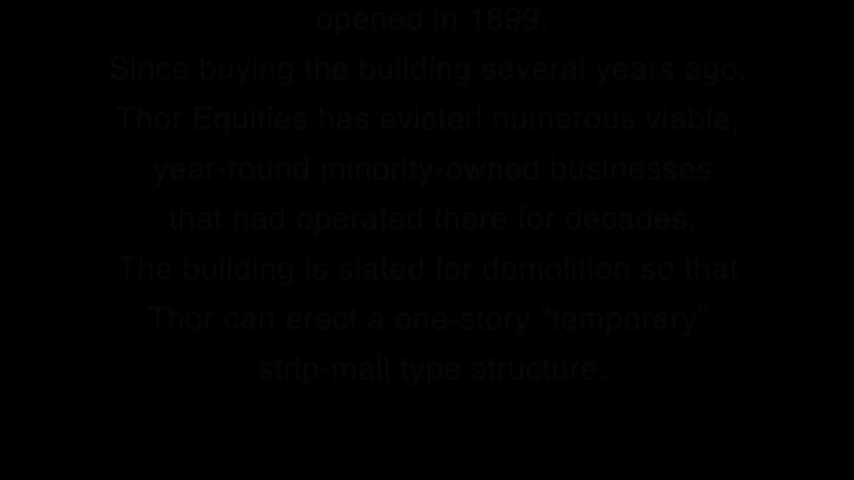 opened in 1899.
Since buying the building several years ago,
Thor Equities has evicted numerous viable,
year-round minority-owned businesses
that had operated there for decades.
The building is slated for demolition so that
Thor can erect a one-story “temporary”
strip-mall type structure.